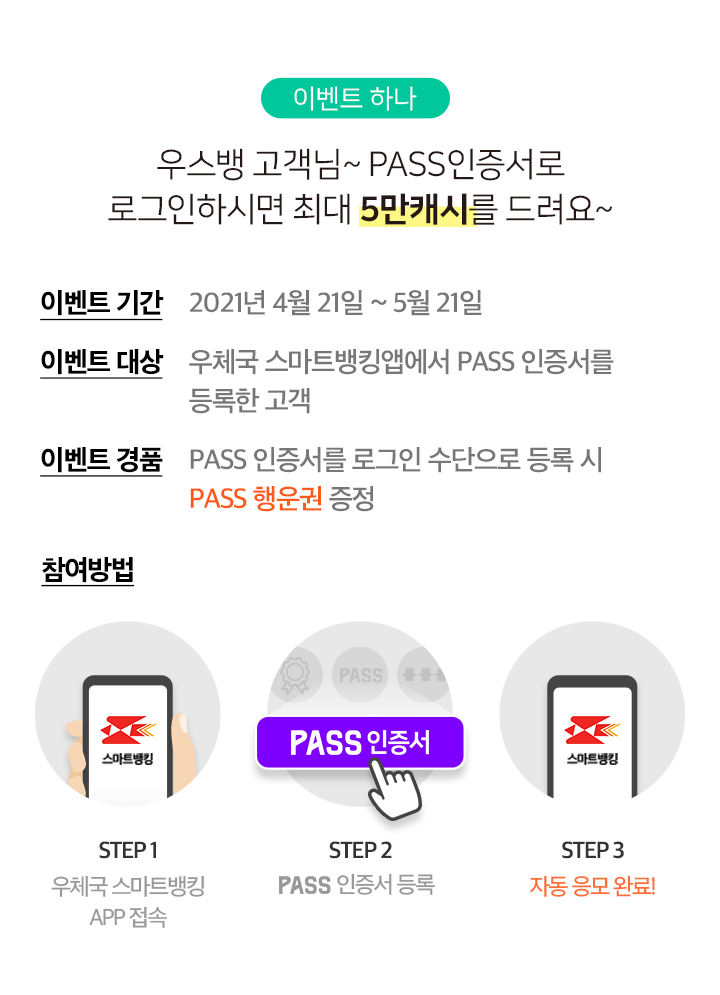 이벤트 하나
우스뱅 고객님~ PASS인증서로
로그인하시면 최대 5만캐시를 드려요~
이벤트 기간 2021년 4월 21일 ~ 5월 21일
이벤트 대상 우체국 스마트뱅킹앱에서 PASS 인증서를
등록한 고객
이벤트 경품 PASS 인증서를 로그인 수단으로 등록 시
PASS 행운권 증정
참여방법
PASS
스마트뱅킹
PASS 인증서
스마트뱅킹
STEP 1
우체국 스마트뱅킹
APP 접속
STEP 2
PASS 인증서 등록
STEP 3
자동 응모 완료!